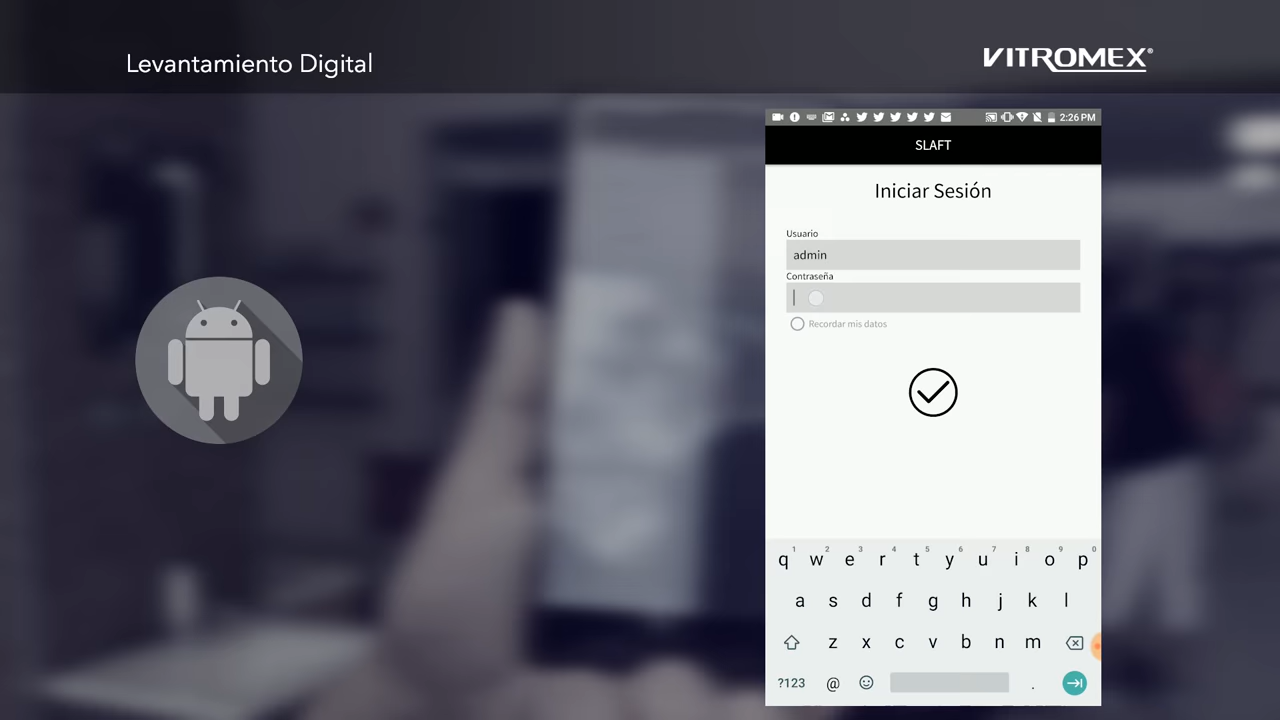 Levantamiento Digital
VITROMEX®
2:26 PM
SLAFT
Iniciar Sesión
Usuario
admin
Contraseña
Recordar mis datos
1 2 3 4 5 6 7 8 9 0
q w e r t y u i o p
a s d f g h j k l
z x c v b n m
?123 @ .